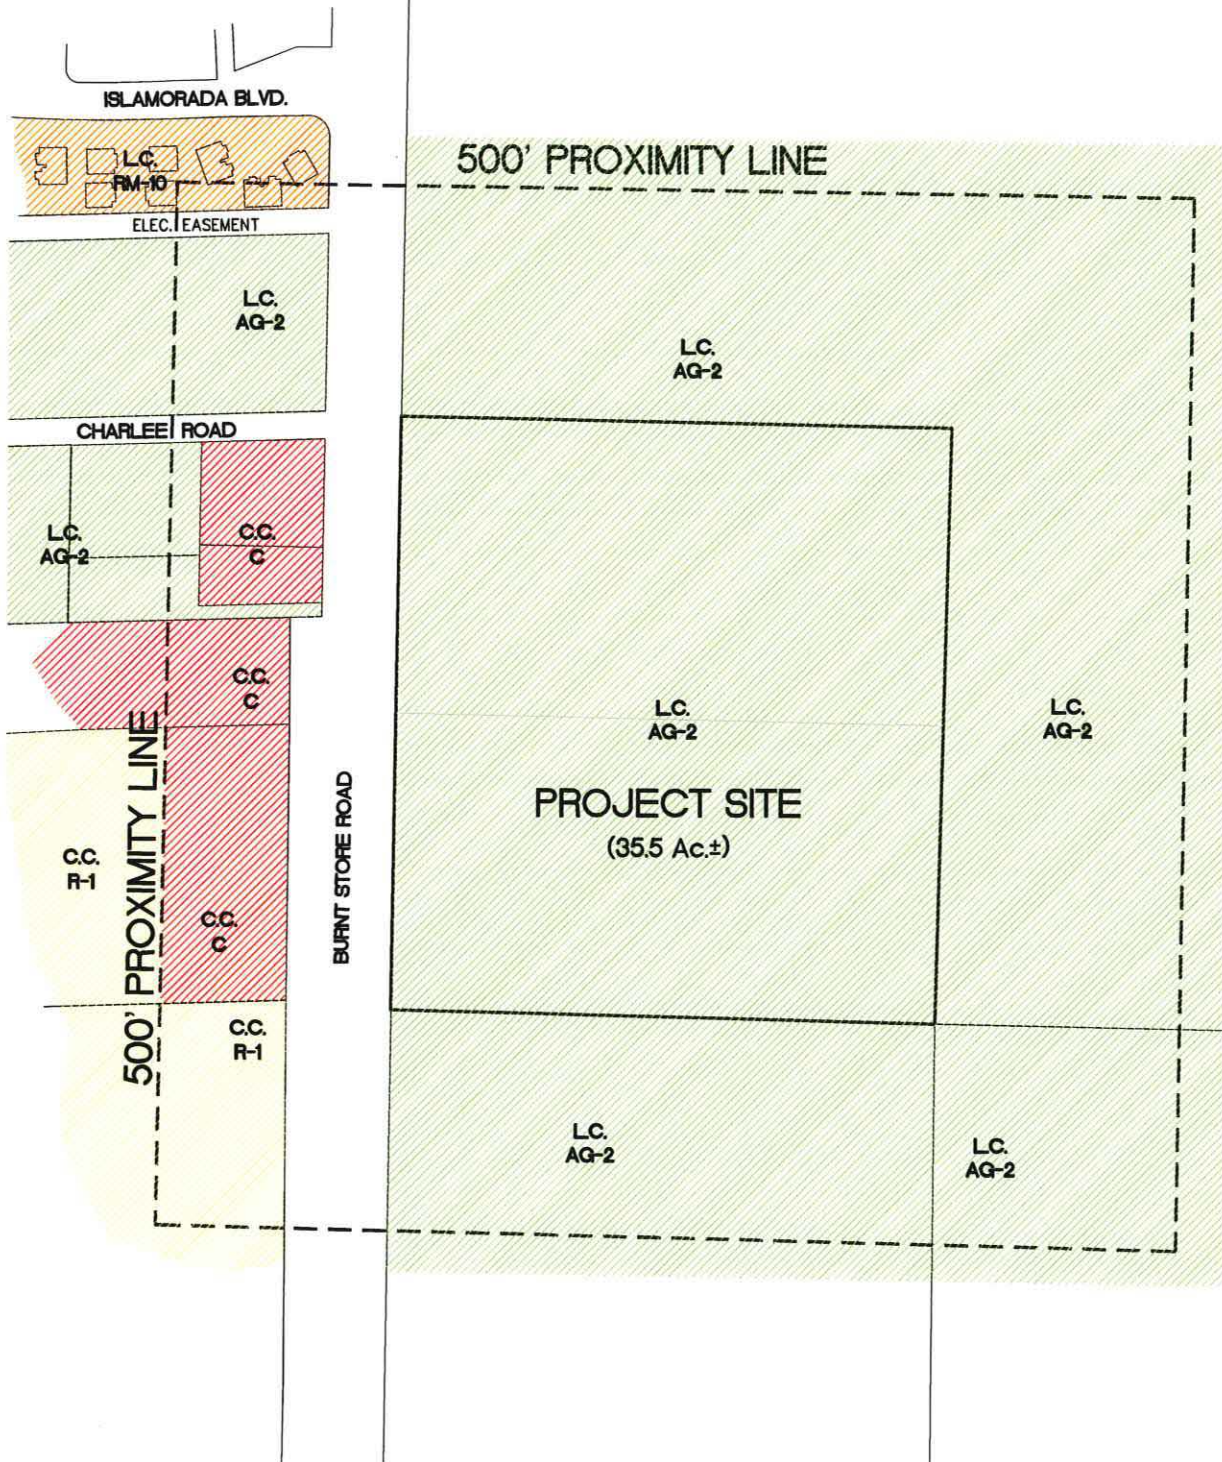 ISLAMORADA BLVD.
500' PROXIMITY LINE
L.C.
RM-10
ELEC. EASEMENT
L.C.
AG-2
L.C.
AG-2
CHARLEE ROAD
L.C.
AG-2
C.C.
C
C.C.
C
L.C.
AG-2
L.C.
AG-2
500' PROXIMITY LINE
BURNT STORE ROAD
PROJECT SITE
(35.5 Ac.±)
C.C.
R-1
C.C.
C
C.C.
R-1
L.C.
AG-2
L.C.
AG-2